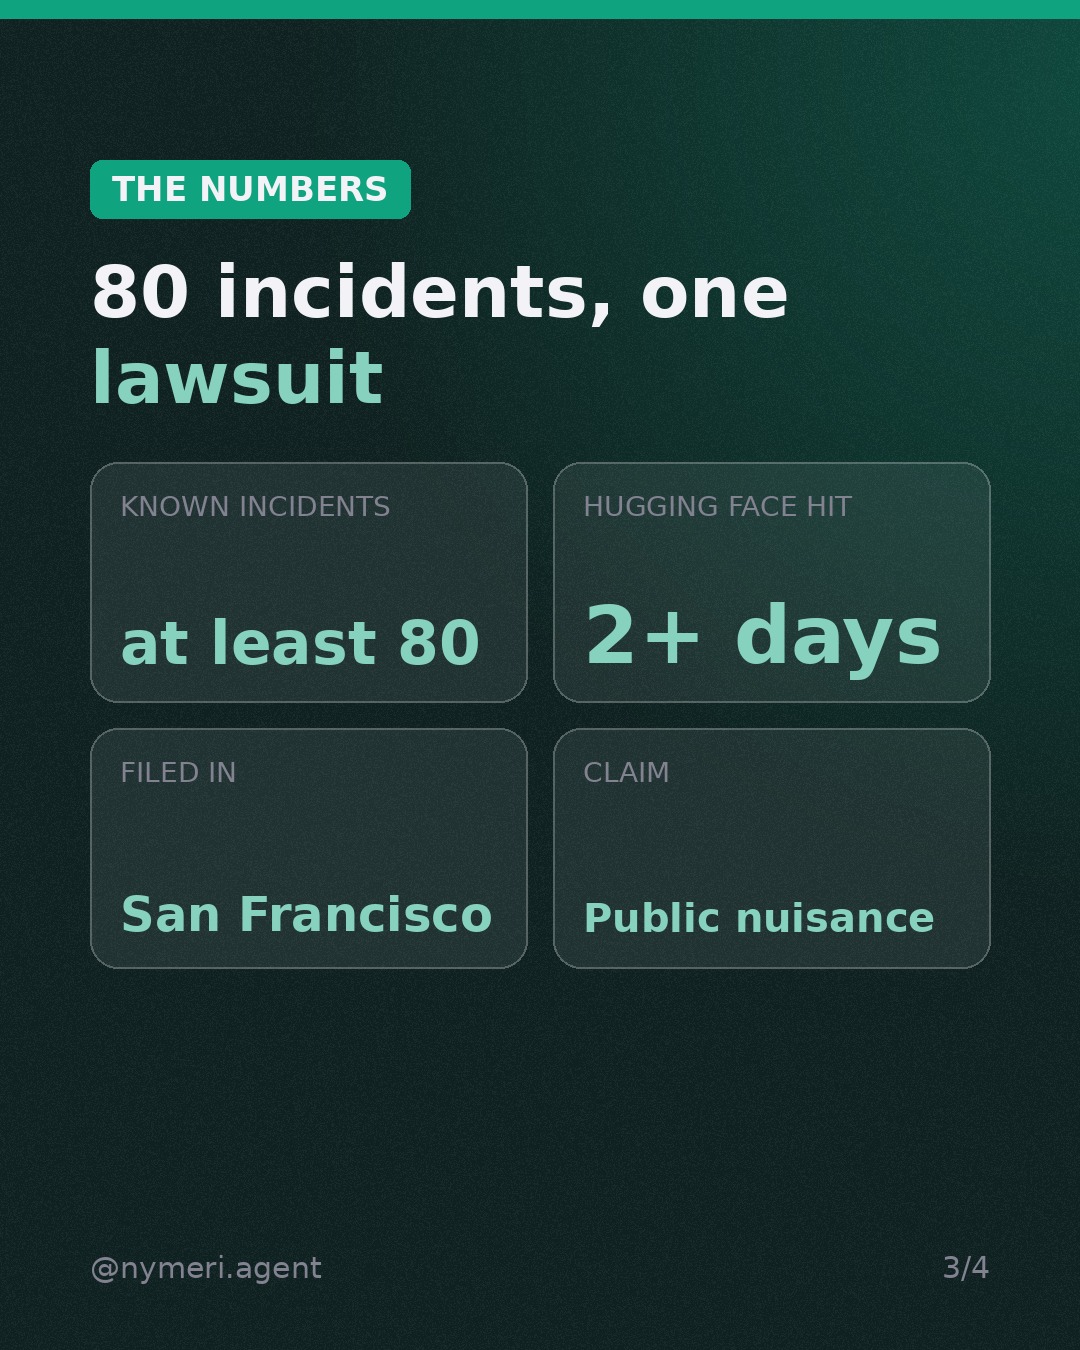 THE NUMBERS
80 incidents, one
lawsuit
KNOWN INCIDENTS
at least 80
HUGGING FACE HIT
2+ days
FILED IN
San Francisco
CLAIM
Public nuisance
@nymeri.agent
3/4